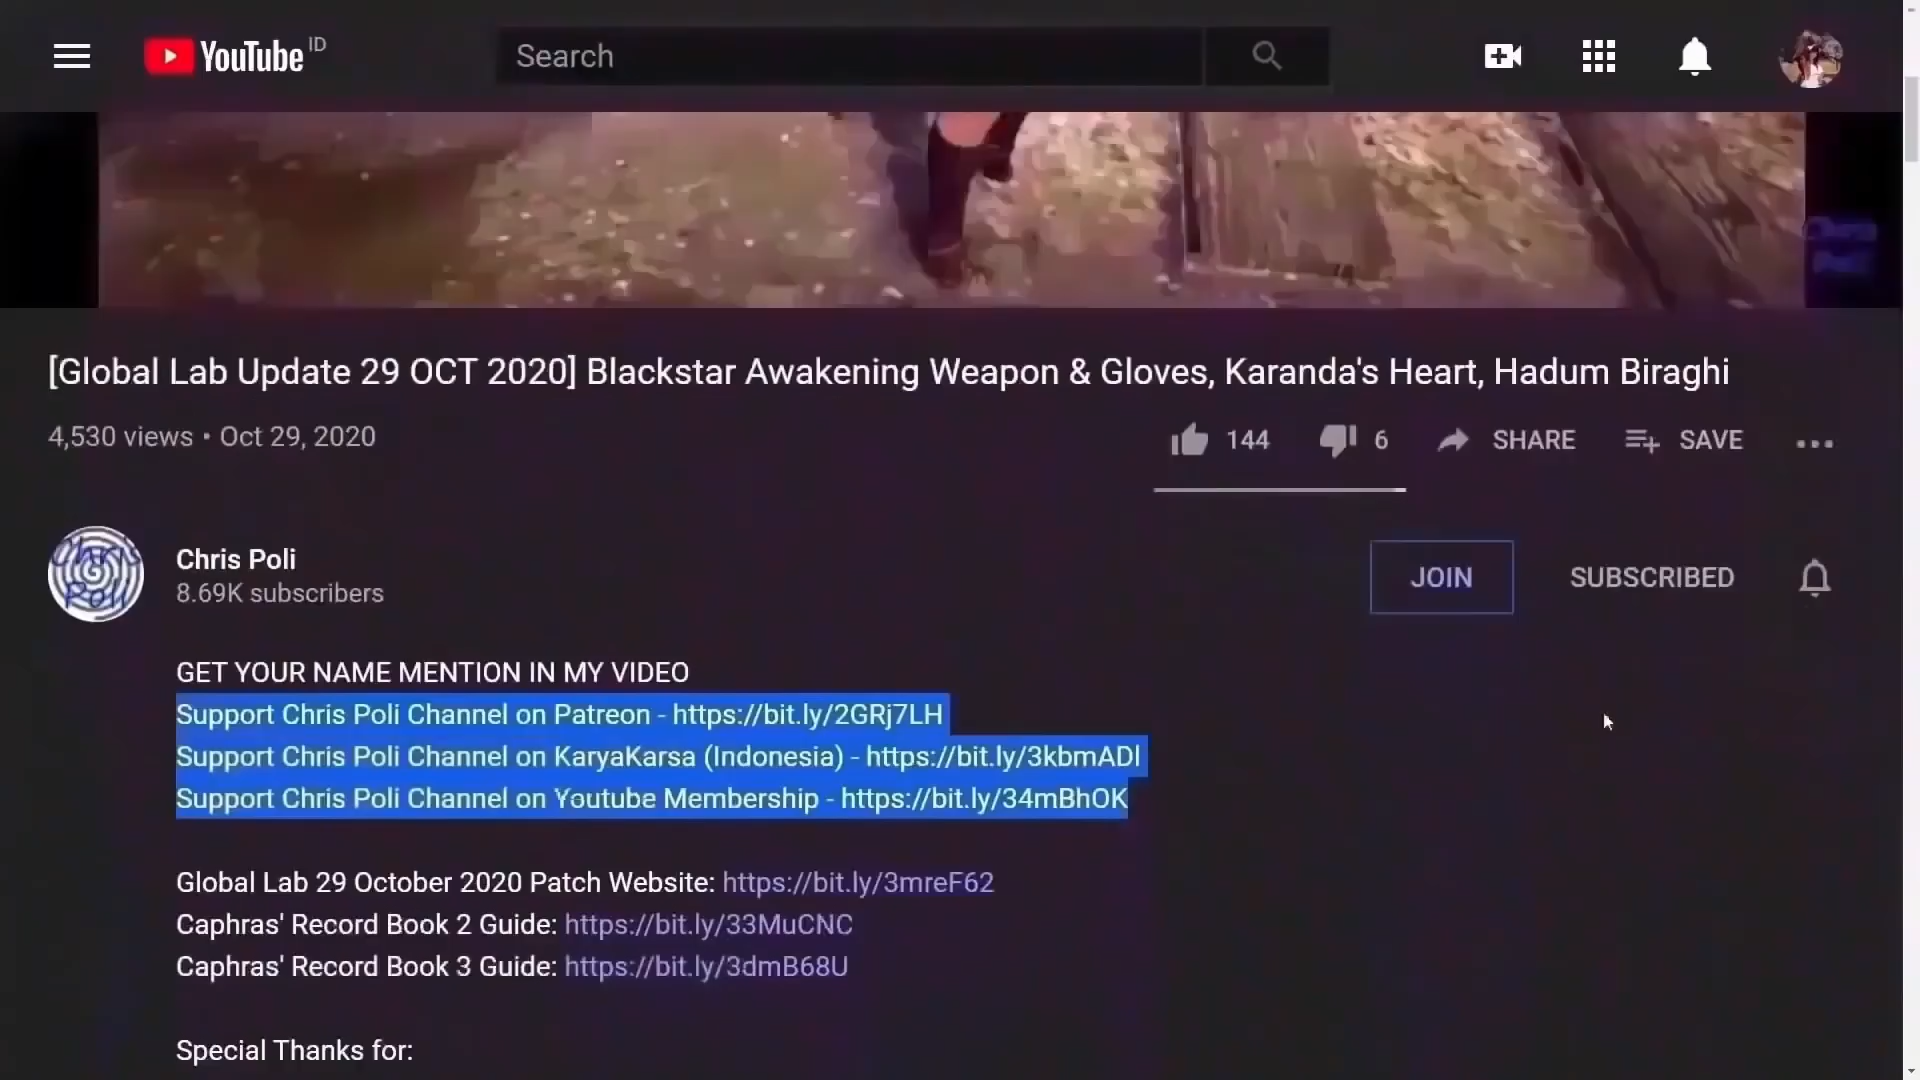 YouTube ID
Search
Chris
Poli
[Global Lab Update 29 OCT 2020] Blackstar Awakening Weapon & Gloves, Karanda's Heart, Hadum Biraghi
4,530 views • Oct 29, 2020
144 6 SHARE SAVE
Chris Poli
Chris Poli
8.69K subscribers
JOIN SUBSCRIBED
GET YOUR NAME MENTION IN MY VIDEO
Support Chris Poli Channel on Patreon - https://bit.ly/2GRj7LH
Support Chris Poli Channel on KaryaKarsa (Indonesia) - https://bit.ly/3kbmADl
Support Chris Poli Channel on Youtube Membership - https://bit.ly/34mBhOK
Global Lab 29 October 2020 Patch Website: https://bit.ly/3mreF62
Caphras' Record Book 2 Guide: https://bit.ly/33MuCNC
Caphras' Record Book 3 Guide: https://bit.ly/3dmB68U
Special Thanks for: